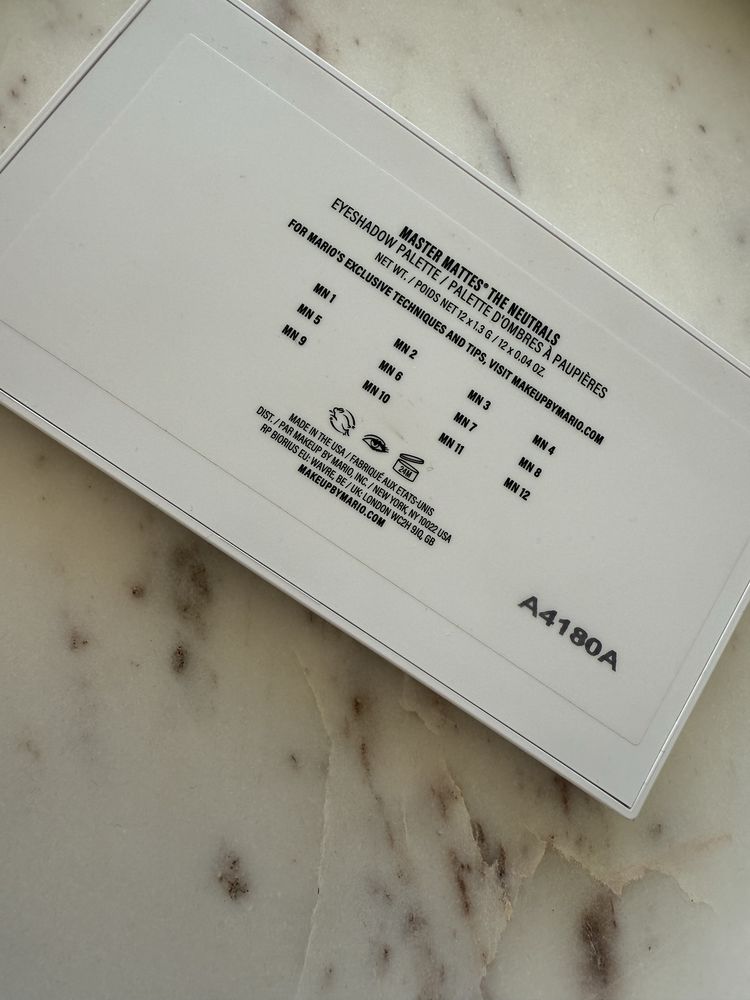 MASTER MATTES® THE NEUTRALS
EYESHADOW PALETTE / PALETTE D'OMBRES À PAUPIÈRES
NET WT. / POIDS NET 12 x 1.3 G / 12 x 0.04 OZ.
FOR MARIO'S EXCLUSIVE TECHNIQUES AND TIPS, VISIT MAKEUPBYMARIO.COM
MN 1 MN 2 MN 3 MN 4
MN 5 MN 6 MN 7 MN 8
MN 9 MN 10 MN 11 MN 12
24M
MADE IN THE USA / FABRIQUÉ AUX ETATS-UNIS
DIST. / PAR MAKEUP BY MARIO, INC. / NEW YORK, NY 10022 USA
RP BIORIUS EU: WAVRE, BE / UK: LONDON WC2H 9JQ, GB
MAKEUPBYMARIO.COM
A4180A